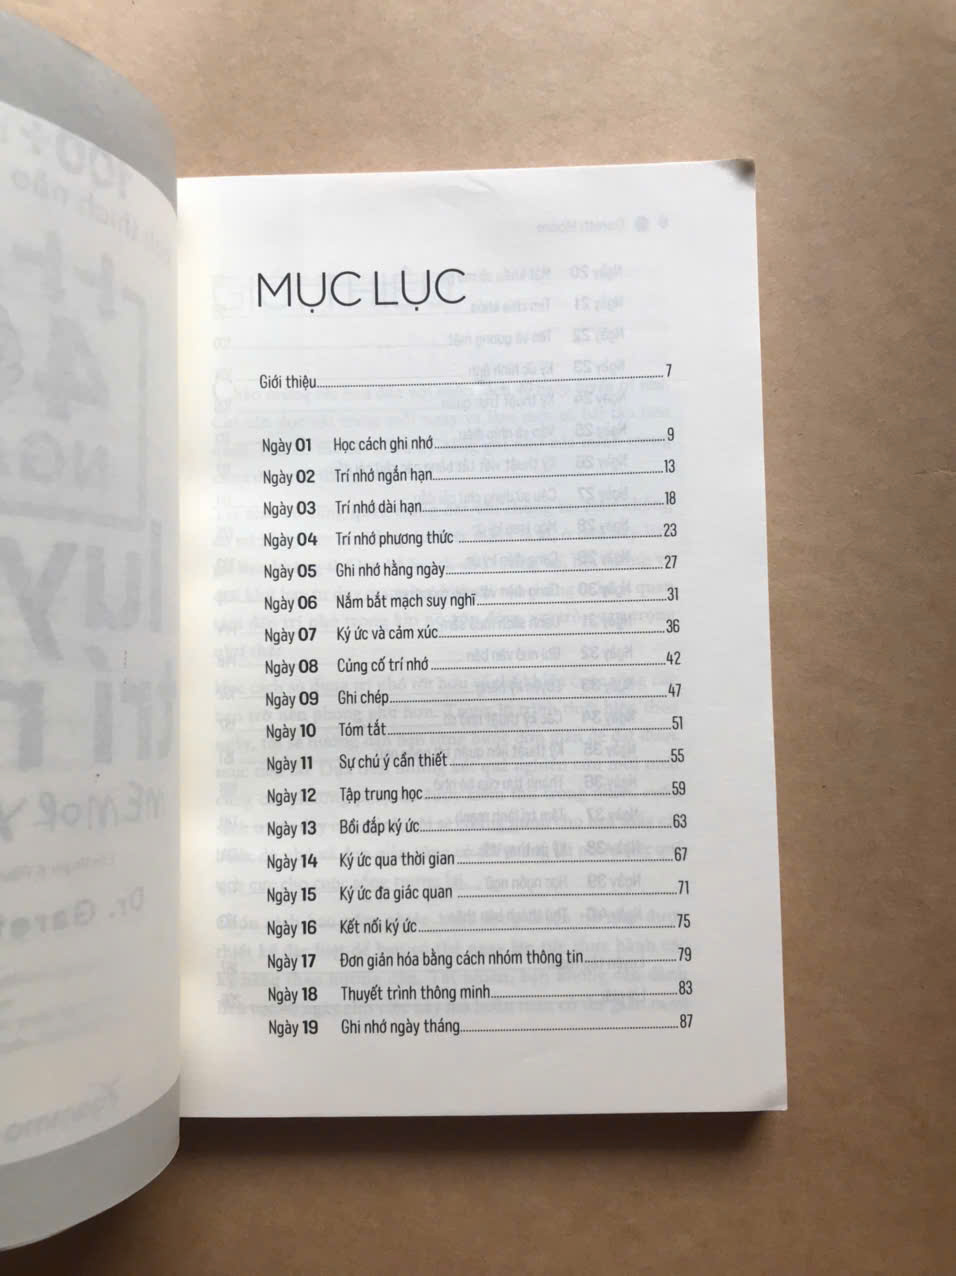 MỤC LỤC
Giới thiệu 7
Ngày 01 Học cách ghi nhớ 9
Ngày 02 Trí nhớ ngắn hạn 13
Ngày 03 Trí nhớ dài hạn 18
Ngày 04 Trí nhớ phương thức 23
Ngày 05 Ghi nhớ hằng ngày 27
Ngày 06 Nắm bắt mạch suy nghĩ 31
Ngày 07 Ký ức và cảm xúc 36
Ngày 08 Củng cố trí nhớ 42
Ngày 09 Ghi chép 47
Ngày 10 Tóm tắt 51
Ngày 11 Sự chú ý cần thiết 55
Ngày 12 Tập trung học 59
Ngày 13 Bồi đắp ký ức 63
Ngày 14 Ký ức qua thời gian 67
Ngày 15 Ký ức đa giác quan 71
Ngày 16 Kết nối ký ức 75
Ngày 17 Đơn giản hóa bằng cách nhóm thông tin 79
Ngày 18 Thuyết trình thông minh 83
Ngày 19 Ghi nhớ ngày tháng 87